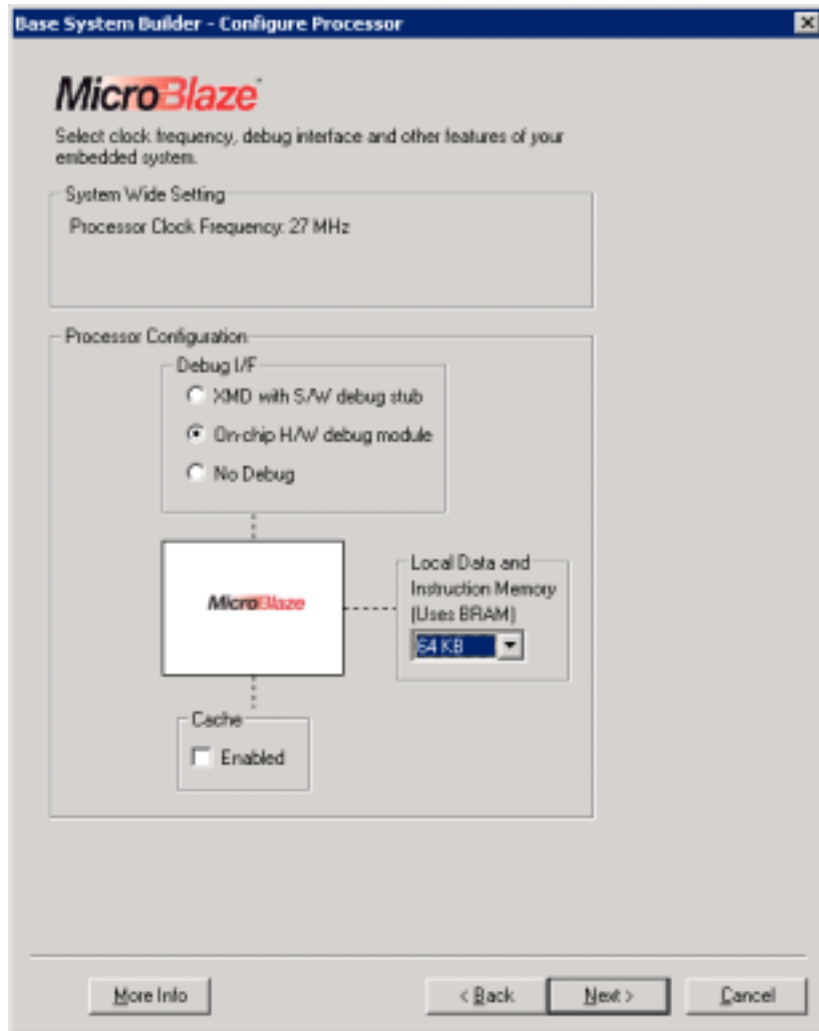 Base System Builder - Configure Processor
MicroBlaze
Select clock frequency, debug interface and other features of your
embedded system.
System Wide Setting
Processor Clock Frequency: 27 MHz
Processor Configuration
Debug I/F
XMD with S/W debug stub
On-chip H/W debug module
No Debug
MicroBlaze
Local Data and
Instruction Memory
(Uses BRAM)
64 KB
Cache
Enabled
More Info
< Back
Next >
Cancel